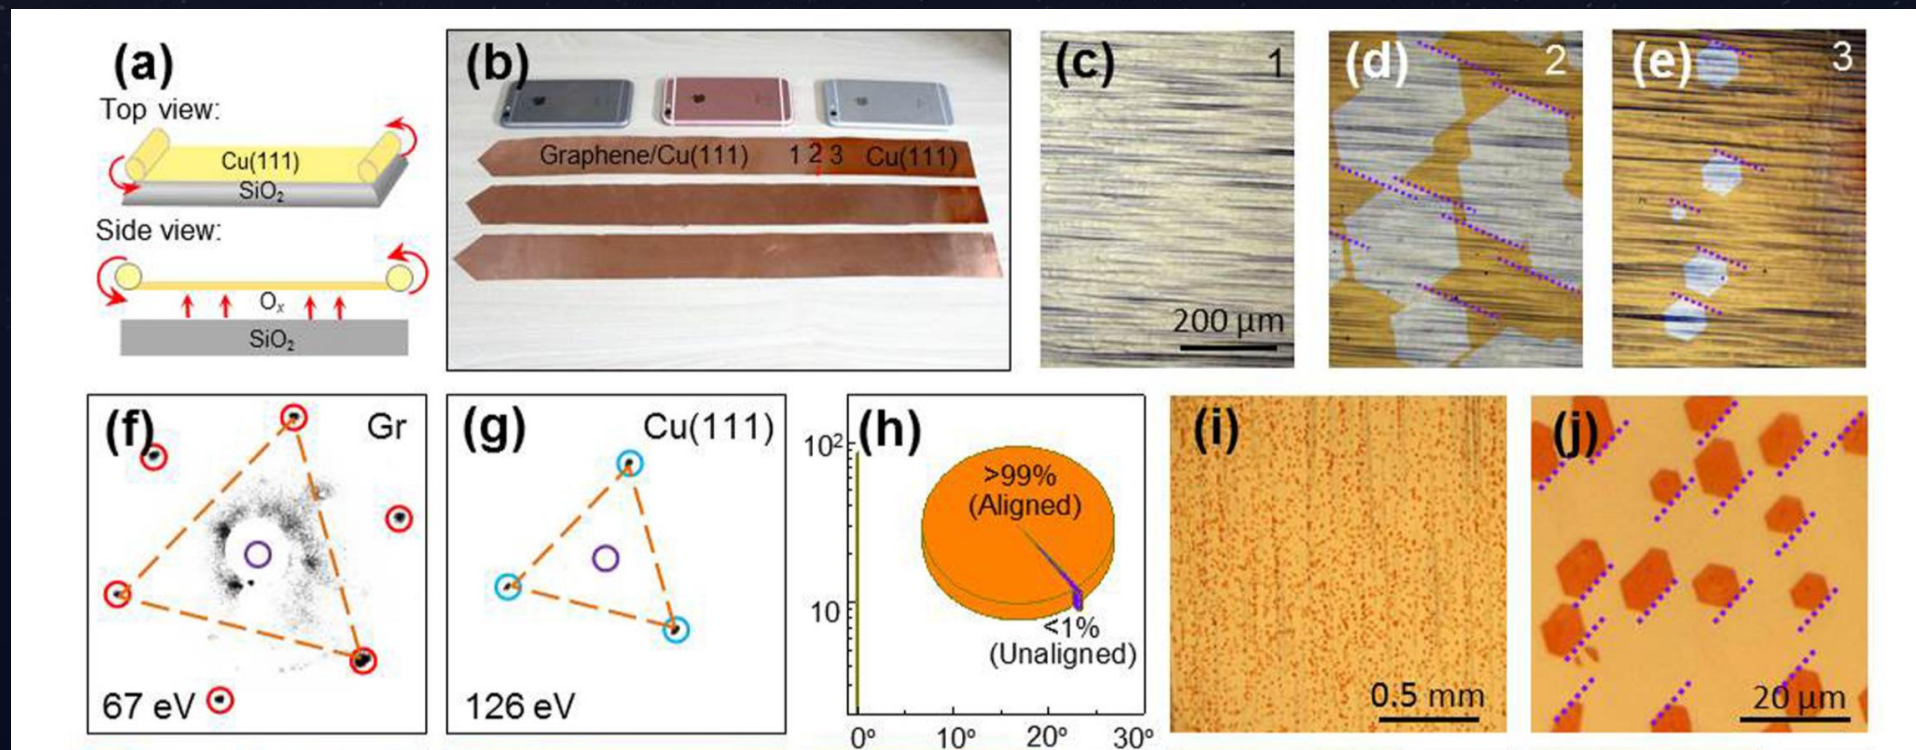 (a)
Top view:
Cu(111)
SiO₂
Side view:
Oₓ
SiO₂
(b)
Graphene/Cu(111) 1 2 3 Cu(111)
(c) 1
200 µm
(d) 2
(e) 3
(f) Gr
67 eV
(g) Cu(111)
126 eV
(h)
10²
10
>99%
(Aligned)
<1%
(Unaligned)
0° 10° 20° 30°
(i)
0.5 mm
(j)
20 µm